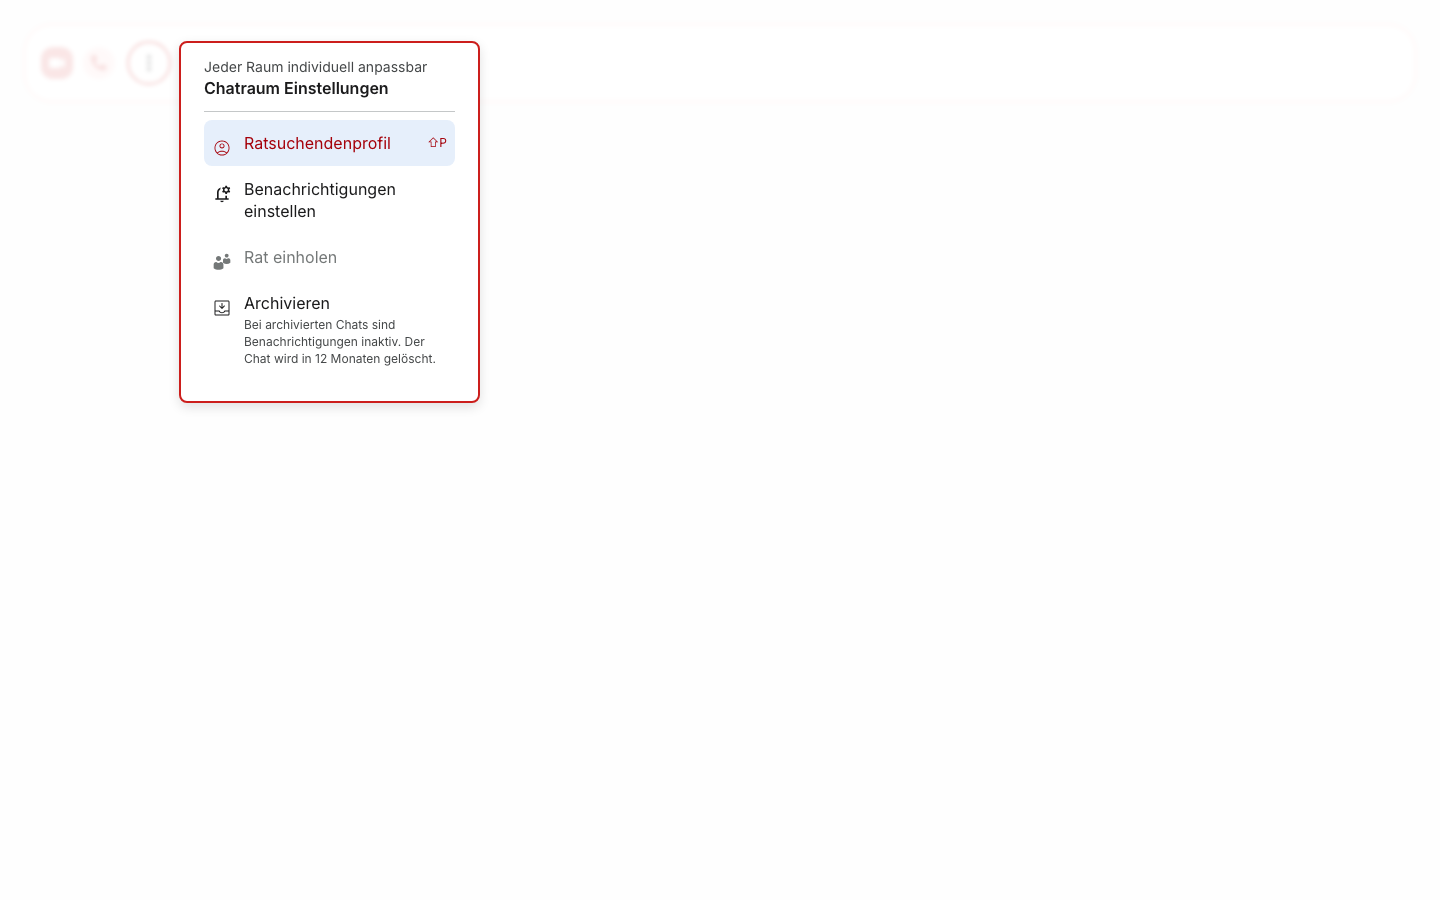 Jeder Raum individuell anpassbar
Chatraum Einstellungen
Ratsuchendenprofil ⇧P
Benachrichtigungen
einstellen
Rat einholen
Archivieren
Bei archivierten Chats sind
Benachrichtigungen inaktiv. Der
Chat wird in 12 Monaten gelöscht.